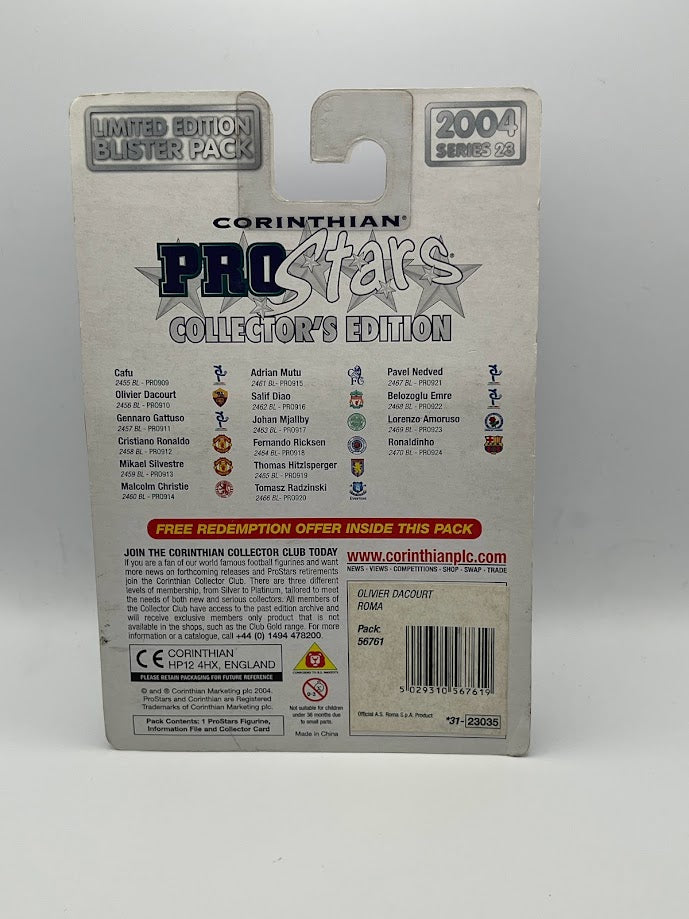 LIMITED EDITION
BLISTER PACK
2004
SERIES 23
CORINTHIAN®
PROStars®
COLLECTOR'S EDITION
Cafu
2455 BL - PRO909
Olivier Dacourt
2456 BL - PRO910
Gennaro Gattuso
2457 BL - PRO911
Cristiano Ronaldo
2458 BL - PRO912
Mikael Silvestre
2459 BL - PRO913
Malcolm Christie
2460 BL - PRO914
Adrian Mutu
2461 BL - PRO915
Salif Diao
2462 BL - PRO916
Johan Mjallby
2463 BL - PRO917
Fernando Ricksen
2464 BL - PRO918
Thomas Hitzlsperger
2465 BL - PRO919
Tomasz Radzinski
2466 BL - PRO920
Everton
Pavel Nedved
2467 BL - PRO921
Belozoglu Emre
2468 BL - PRO922
Lorenzo Amoruso
2469 BL - PRO923
Ronaldinho
2470 BL - PRO924
FREE REDEMPTION OFFER INSIDE THIS PACK
JOIN THE CORINTHIAN COLLECTOR CLUB TODAY
If you are a fan of our world famous football figurines and want
more news on forthcoming releases and ProStars retirements
join the Corinthian Collector Club. There are three different
levels of membership, from Silver to Platinum, tailored to meet
the needs of both new and serious collectors. All members of
the Collector Club have access to the past edition archive and
will receive exclusive members only product that is not
available in the shops, such as the Club Gold range. For more
information or a catalogue, call +44 (0) 1494 478200.
CE CORINTHIAN
HP12 4HX, ENGLAND
PLEASE RETAIN PACKAGING FOR FUTURE REFERENCE
© and ® Corinthian Marketing plc 2004.
ProStars and Corinthian are Registered
Trademarks of Corinthian Marketing plc.
Pack Contents: 1 ProStars Figurine,
Information File and Collector Card
0-3
Not suitable for children
under 36 months due
to small parts.
Made in China
www.corinthianplc.com
NEWS - VIEWS - COMPETITIONS - SHOP - SWAP - TRADE
OLIVIER DACOURT
ROMA
Pack:
56761
5 029310 567619
Official A.S. Roma S.p.A. Product
*31- 23035